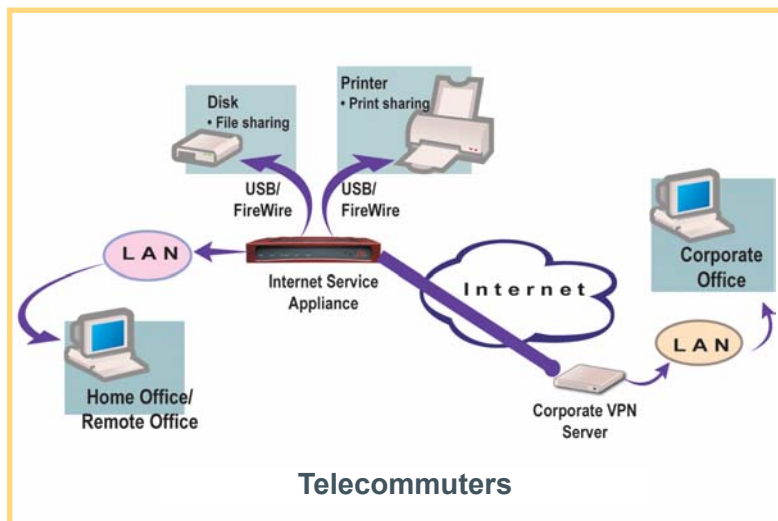 Disk
• File sharing
Printer
• Print sharing
USB/
FireWire
USB/
FireWire
LAN
Internet Service
Appliance
Internet
Corporate
Office
LAN
Home Office/
Remote Office
Corporate VPN
Server
Telecommuters